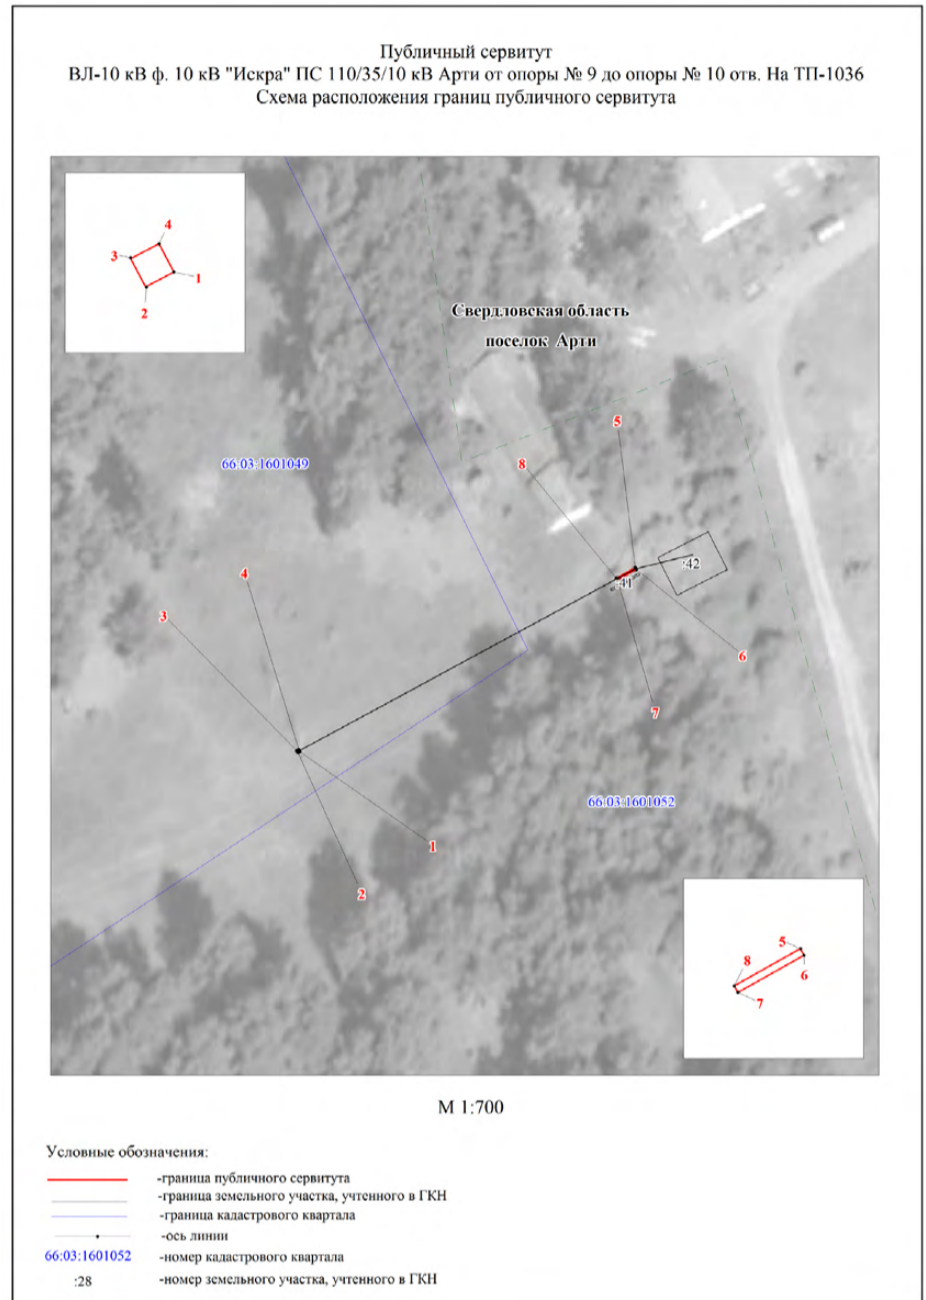 Публичный сервитут
ВЛ-10 кВ ф. 10 кВ "Искра" ПС 110/35/10 кВ Арти от опоры № 9 до опоры № 10 отв. На ТП-1036
Схема расположения границ публичного сервитута
4
3
1
2
Свердловская область
поселок Арти
5
8
66:03:1601049
:42
4
:41
3
6
7
66:03:1601052
1
2
5
8
6
7
М 1:700
Условные обозначения:
-граница публичного сервитута
-граница земельного участка, учтенного в ГКН
-граница кадастрового квартала
-ось линии
66:03:1601052 -номер кадастрового квартала
:28 -номер земельного участка, учтенного в ГКН